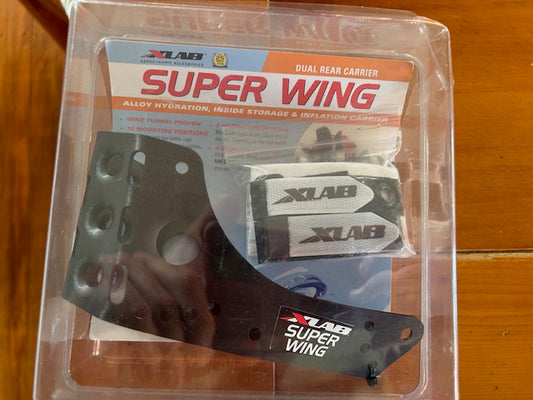 XLAB
AERODYNAMIC ACCESSORIES
DUAL REAR CARRIER
SUPER WING
ALLOY HYDRATION, INSIDE STORAGE & INFLATION CARRIER
• WIND TUNNEL PROVEN
• 12 MOUNTING POSITIONS
XLAB
XLAB
XLAB
SUPER
WING